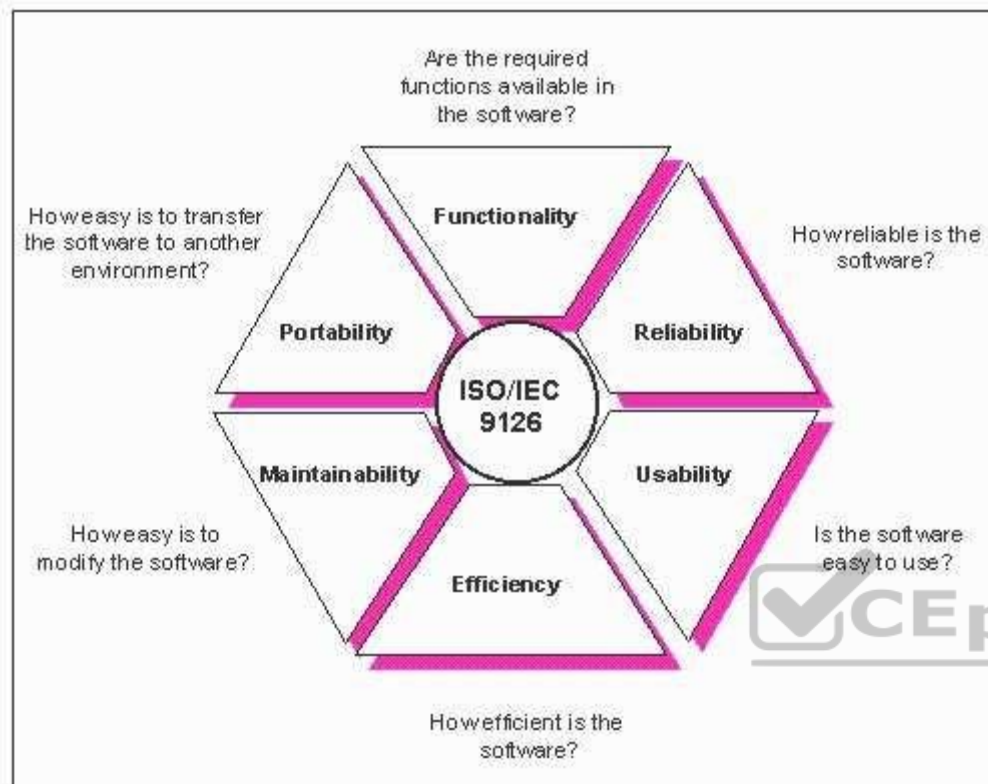 Are the required
functions available in
the software?
Functionality
How easy is to transfer
the software to another
environment?
How reliable is the
software?
Portability
Reliability
ISO/IEC
9126
Maintainability
Usability
How easy is to
modify the software?
Is the software
easy to use?
Efficiency
CEp
How efficient is the
software?